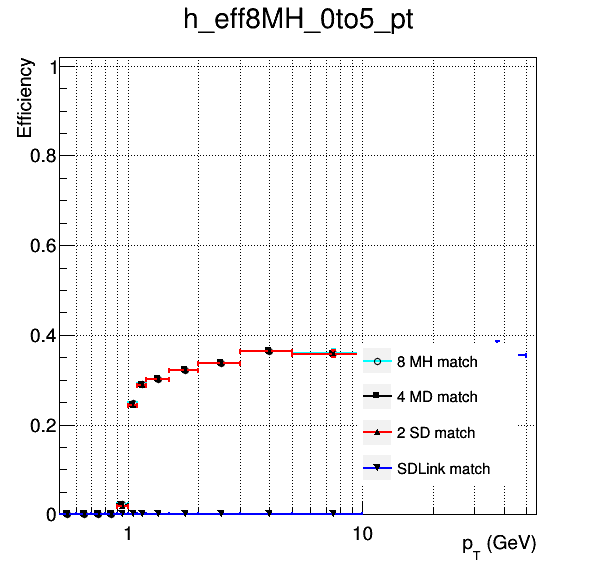 h_eff8MH_0to5_pt
Efficiency
1
0.8
0.6
0.4
0.2
0
8 MH match
4 MD match
2 SD match
SDLink match
1
10
p_T (GeV)